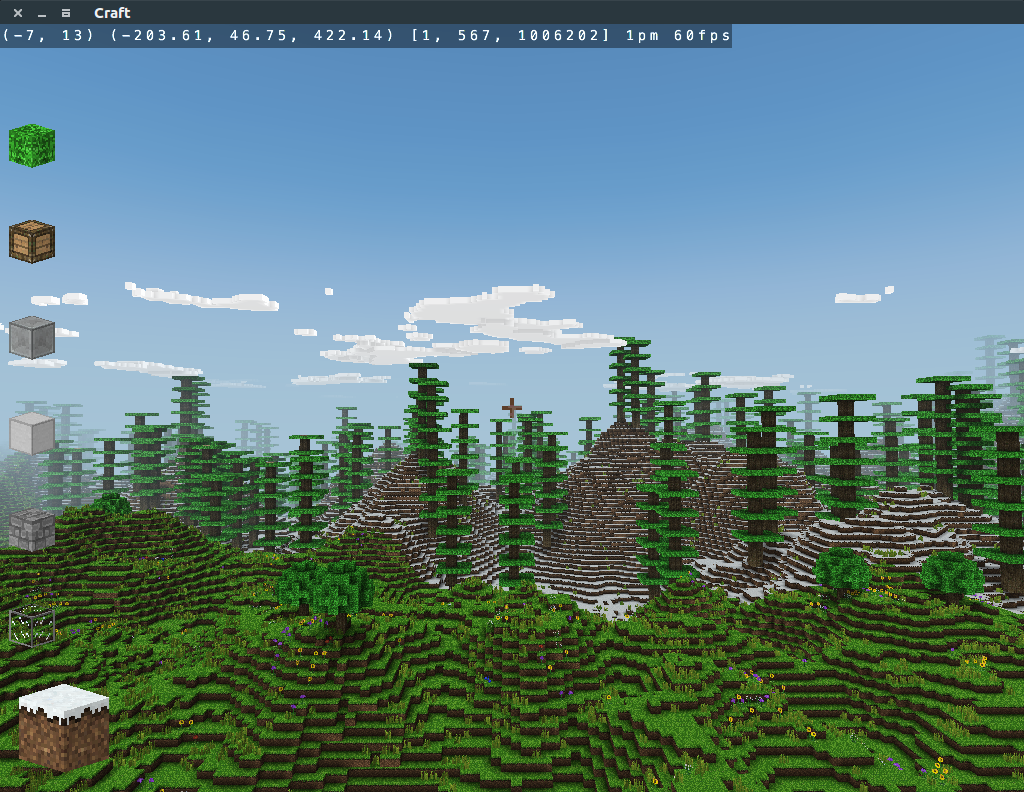 Craft
(-7, 13) (-203.61, 46.75, 422.14) [1, 567, 1006202] 1pm 60fps